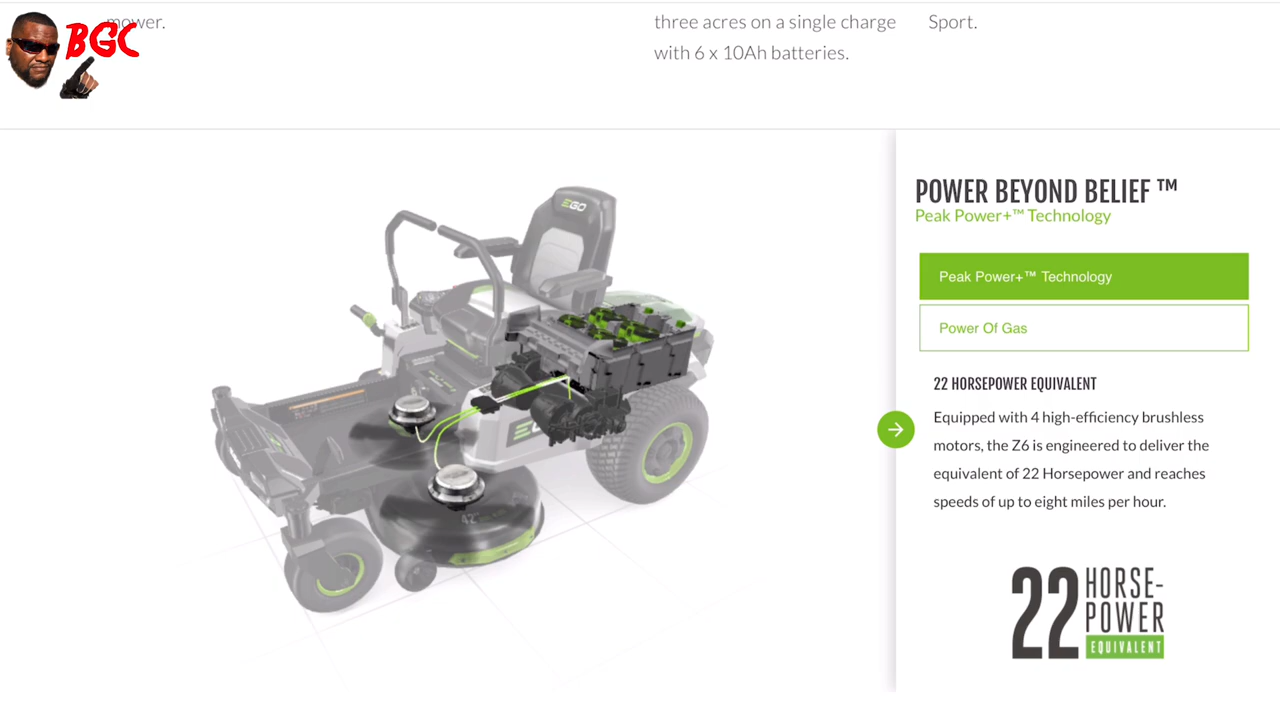 mower.
BGC
three acres on a single charge
with 6 x 10Ah batteries.
Sport.
EGO
42"
POWER BEYOND BELIEF ™
Peak Power+™ Technology
Peak Power+™ Technology
Power Of Gas
22 HORSEPOWER EQUIVALENT
Equipped with 4 high-efficiency brushless
motors, the Z6 is engineered to deliver the
equivalent of 22 Horsepower and reaches
speeds of up to eight miles per hour.
22 HORSE-
POWER
EQUIVALENT